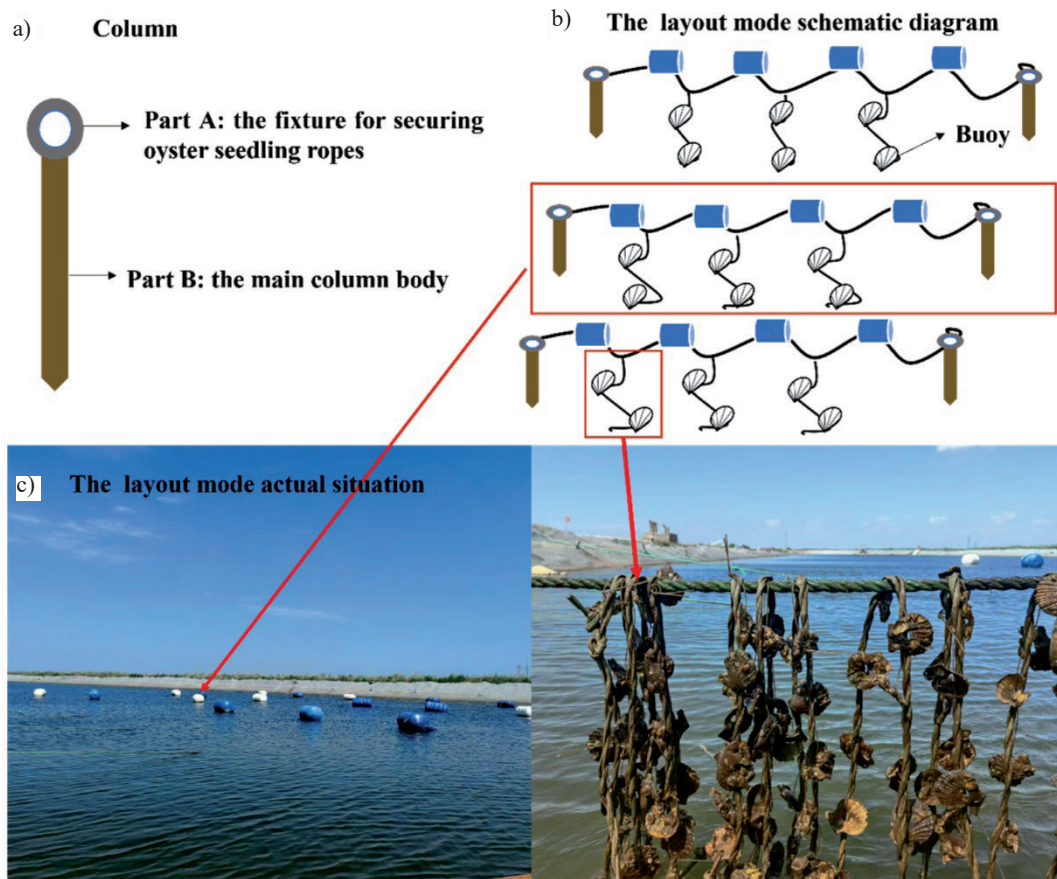 a)
Column
Part A: the fixture for securing
oyster seedling ropes
Part B: the main column body
b)
The layout mode schematic diagram
Buoy
c)
The layout mode actual situation